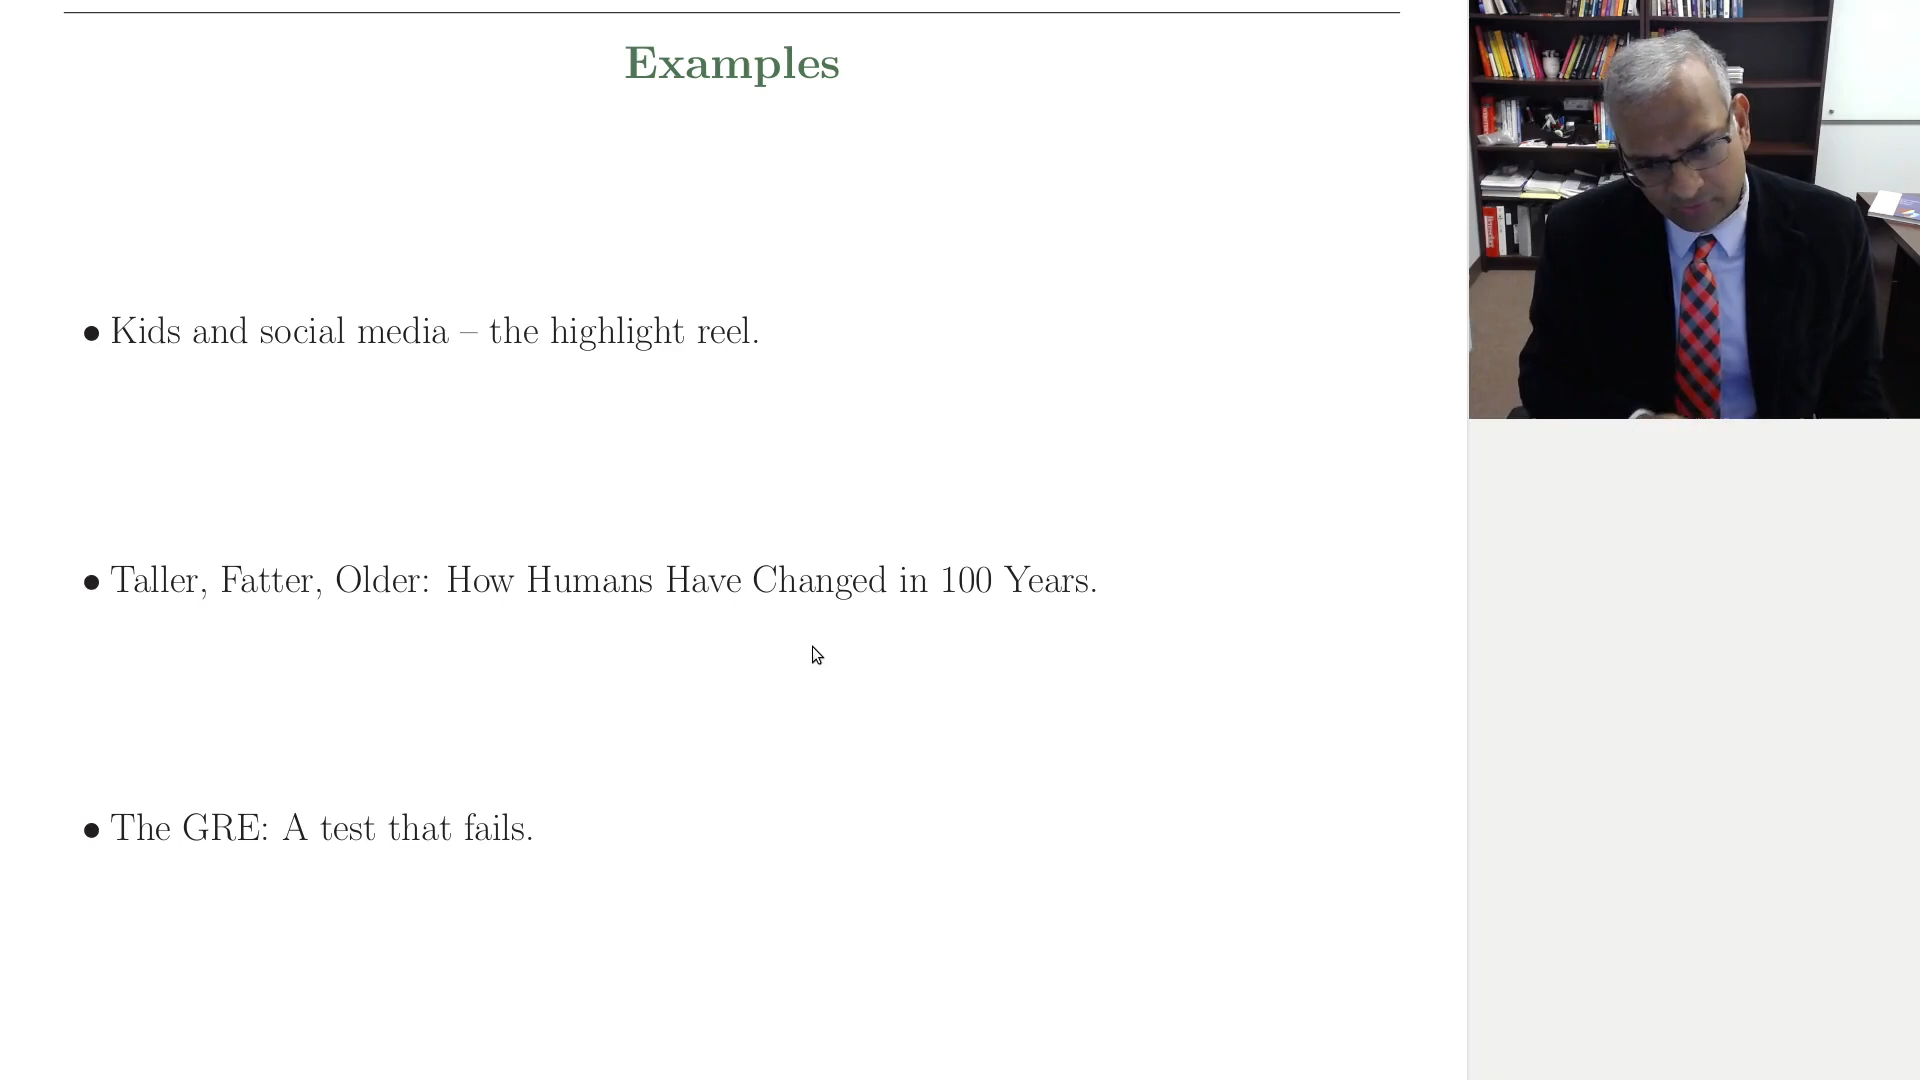 Examples
• Kids and social media – the highlight reel.
• Taller, Fatter, Older: How Humans Have Changed in 100 Years.
• The GRE: A test that fails.